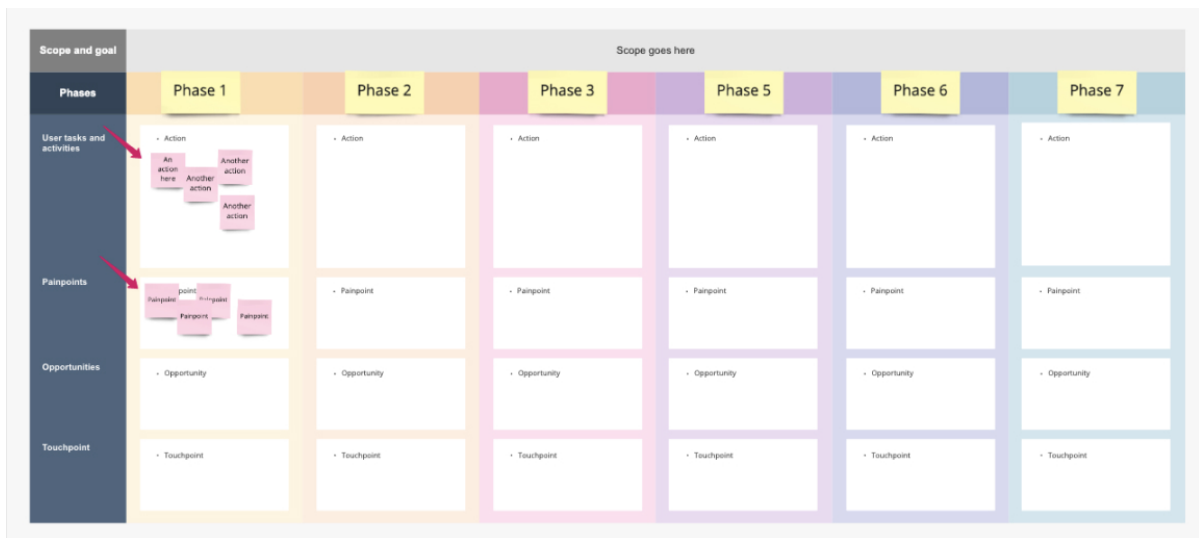 Scope and goal
Scope goes here
Phases
Phase 1
Phase 2
Phase 3
Phase 5
Phase 6
Phase 7
User tasks and
activities
• Action
An
action
here
Another
action
Another
action
Another
action
• Action
• Action
• Action
• Action
• Action
Painpoints
point
Painpoint
Painpoint
Painpoint
Painpoint
• Painpoint
• Painpoint
• Painpoint
• Painpoint
• Painpoint
Opportunities
• Opportunity
• Opportunity
• Opportunity
• Opportunity
• Opportunity
• Opportunity
Touchpoint
• Touchpoint
• Touchpoint
• Touchpoint
• Touchpoint
• Touchpoint
• Touchpoint